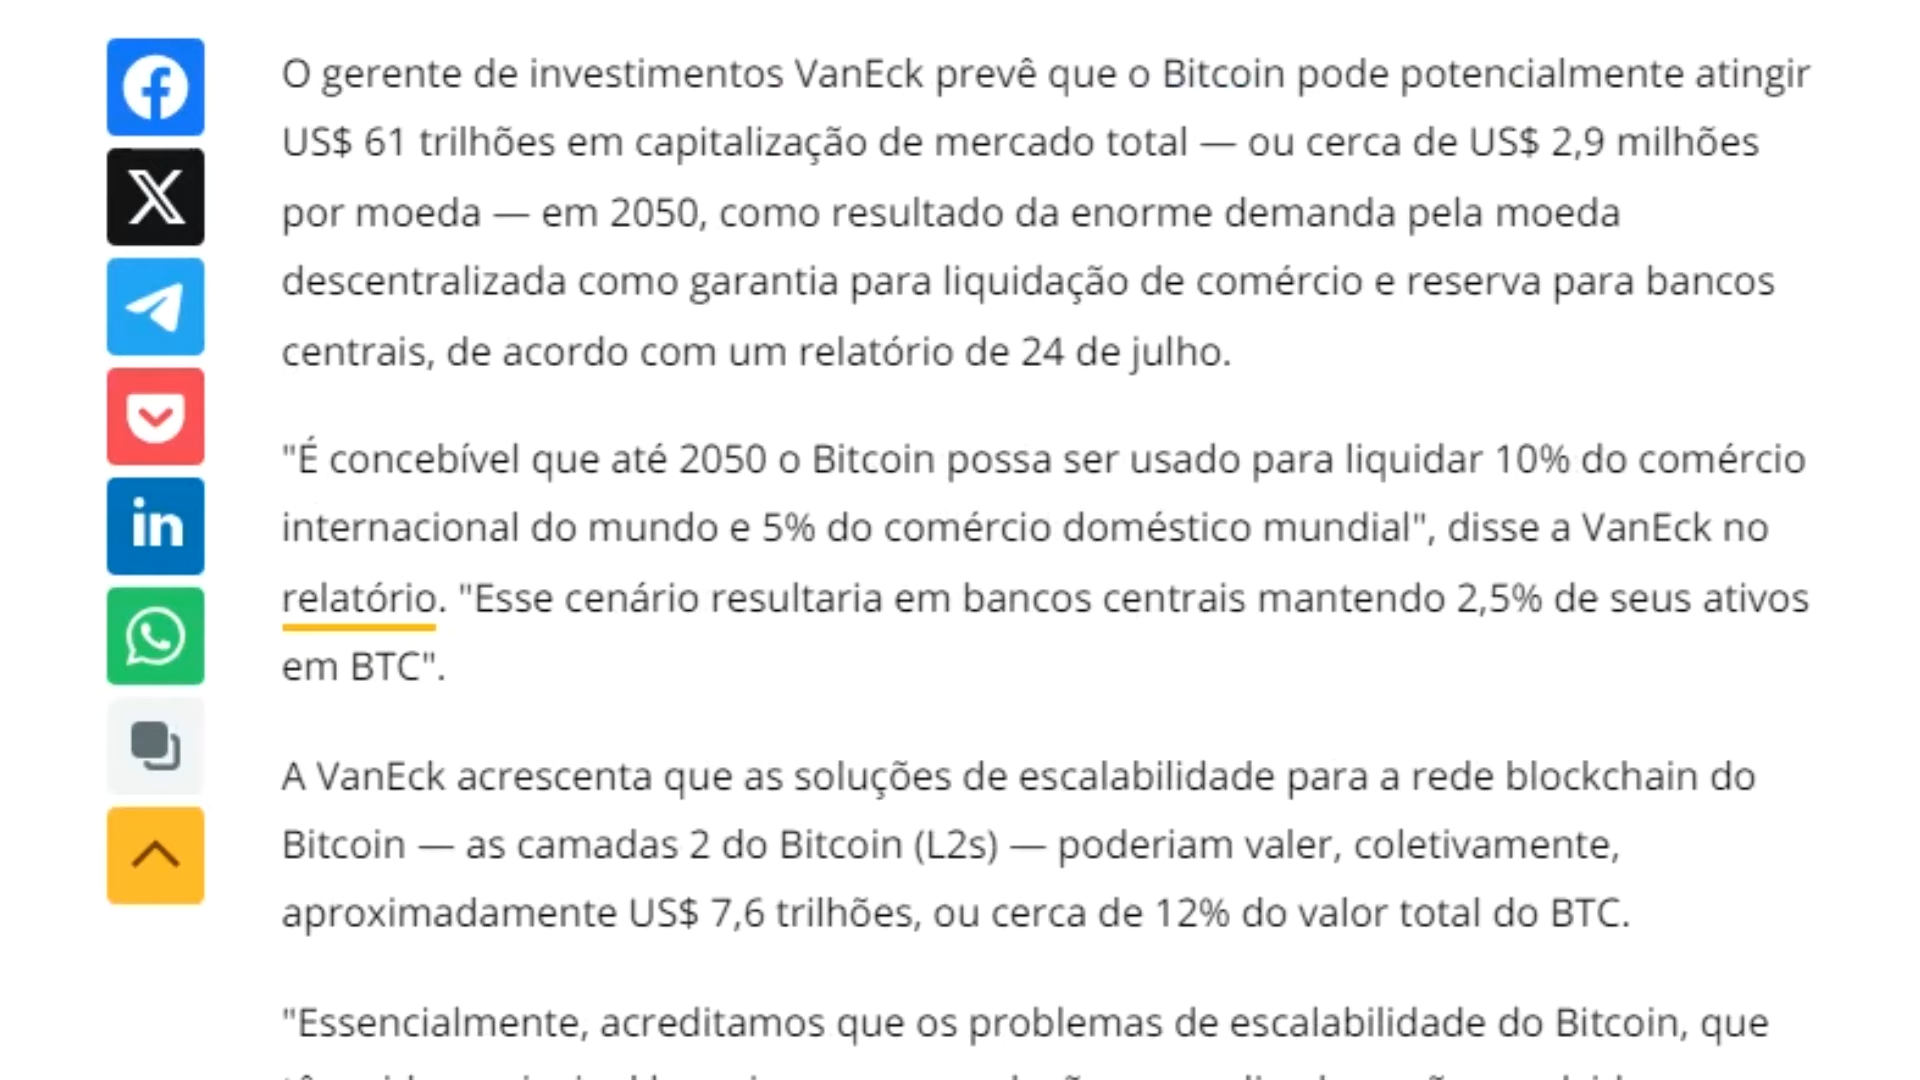 O gerente de investimentos VanEck prevê que o Bitcoin pode potencialmente atingir
US$ 61 trilhões em capitalização de mercado total — ou cerca de US$ 2,9 milhões
por moeda — em 2050, como resultado da enorme demanda pela moeda
descentralizada como garantia para liquidação de comércio e reserva para bancos
centrais, de acordo com um relatório de 24 de julho.
"É concebível que até 2050 o Bitcoin possa ser usado para liquidar 10% do comércio
internacional do mundo e 5% do comércio doméstico mundial", disse a VanEck no
relatório. "Esse cenário resultaria em bancos centrais mantendo 2,5% de seus ativos
em BTC".
A VanEck acrescenta que as soluções de escalabilidade para a rede blockchain do
Bitcoin — as camadas 2 do Bitcoin (L2s) — poderiam valer, coletivamente,
aproximadamente US$ 7,6 trilhões, ou cerca de 12% do valor total do BTC.
"Essencialmente, acreditamos que os problemas de escalabilidade do Bitcoin, que